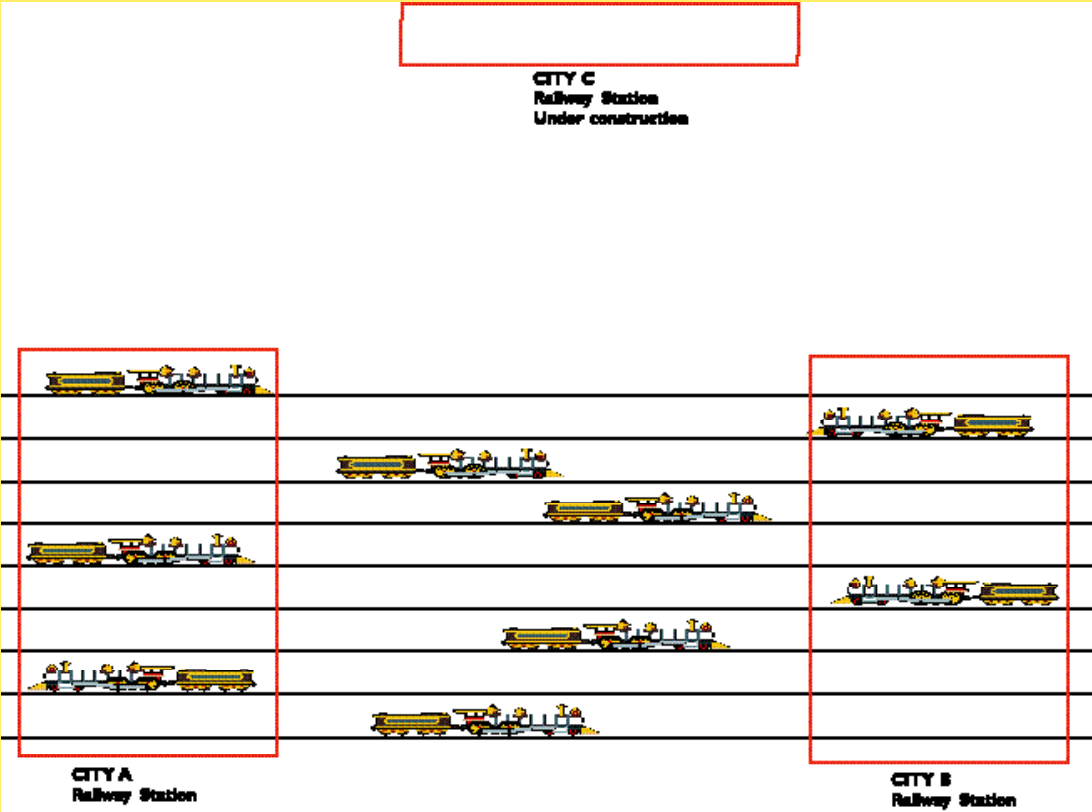 CITY C
Railway Station
Under construction
CITY A
Railway Station
CITY B
Railway Station